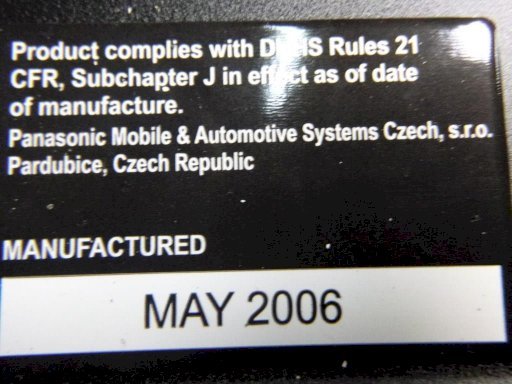 Product complies with DHHS Rules 21
CFR, Subchapter J in effect as of date
of manufacture.
Panasonic Mobile & Automotive Systems Czech, s.r.o.
Pardubice, Czech Republic
MANUFACTURED
MAY 2006